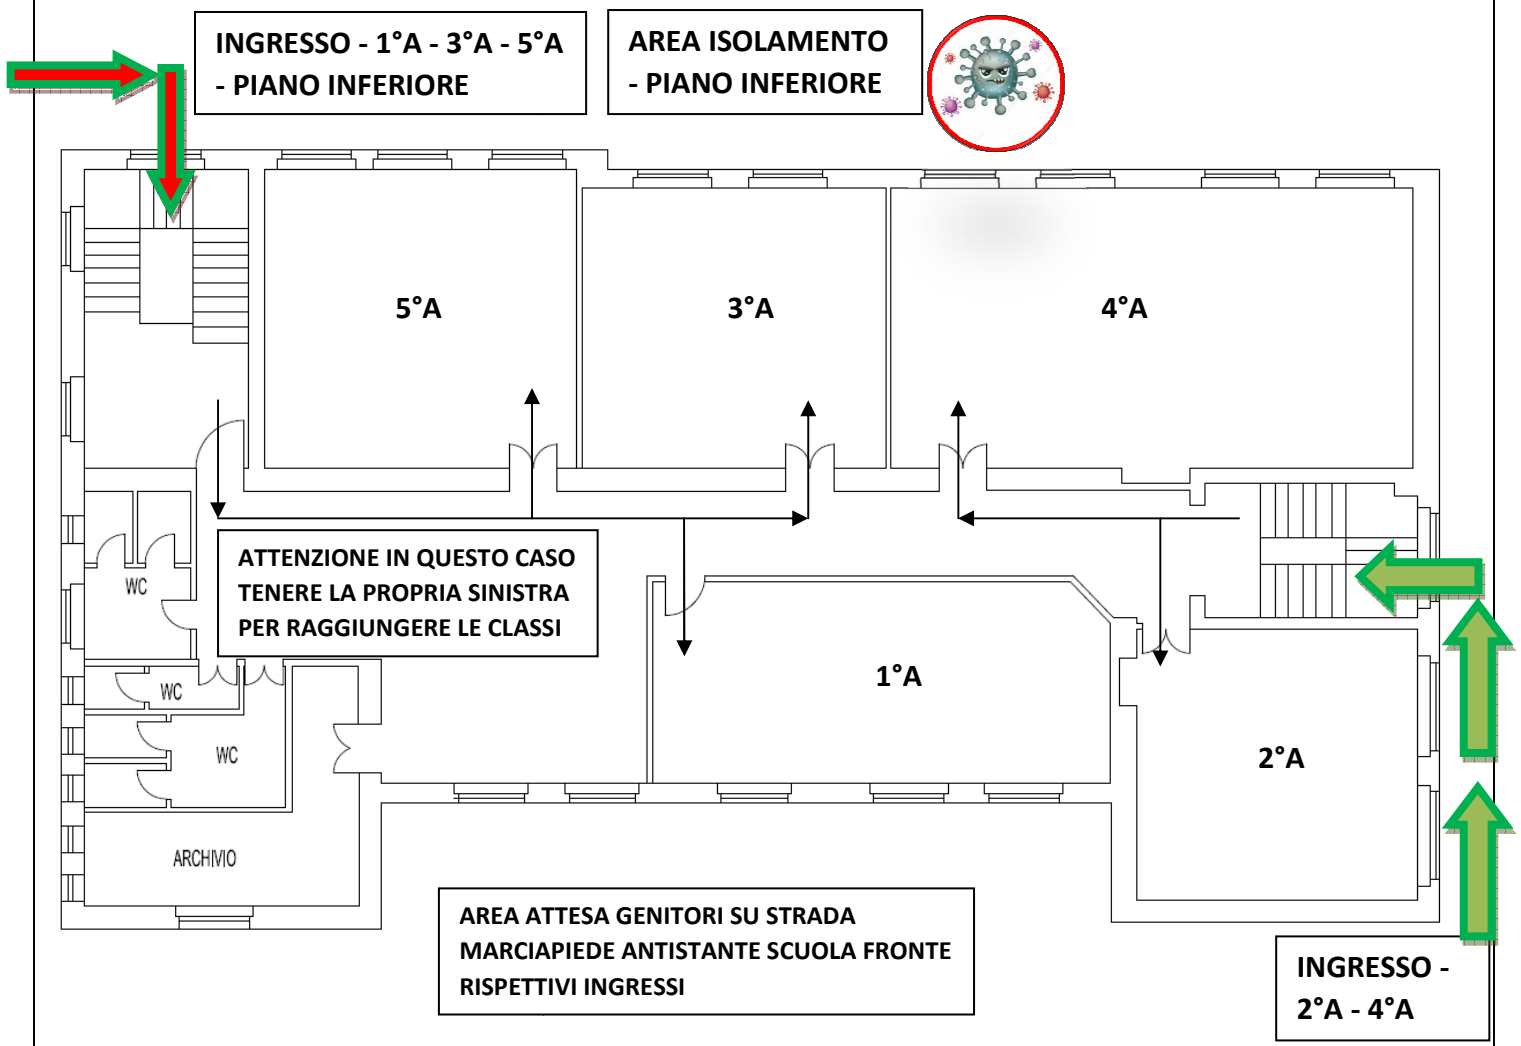 INGRESSO - 1°A - 3°A - 5°A
- PIANO INFERIORE
AREA ISOLAMENTO
- PIANO INFERIORE
5°A
3°A
4°A
ATTENZIONE IN QUESTO CASO
TENERE LA PROPRIA SINISTRA
PER RAGGIUNGERE LE CLASSI
WC
WC
WC
1°A
2°A
ARCHIVIO
AREA ATTESA GENITORI SU STRADA
MARCIAPIEDE ANTISTANTE SCUOLA FRONTE
RISPETTIVI INGRESSI
INGRESSO -
2°A - 4°A